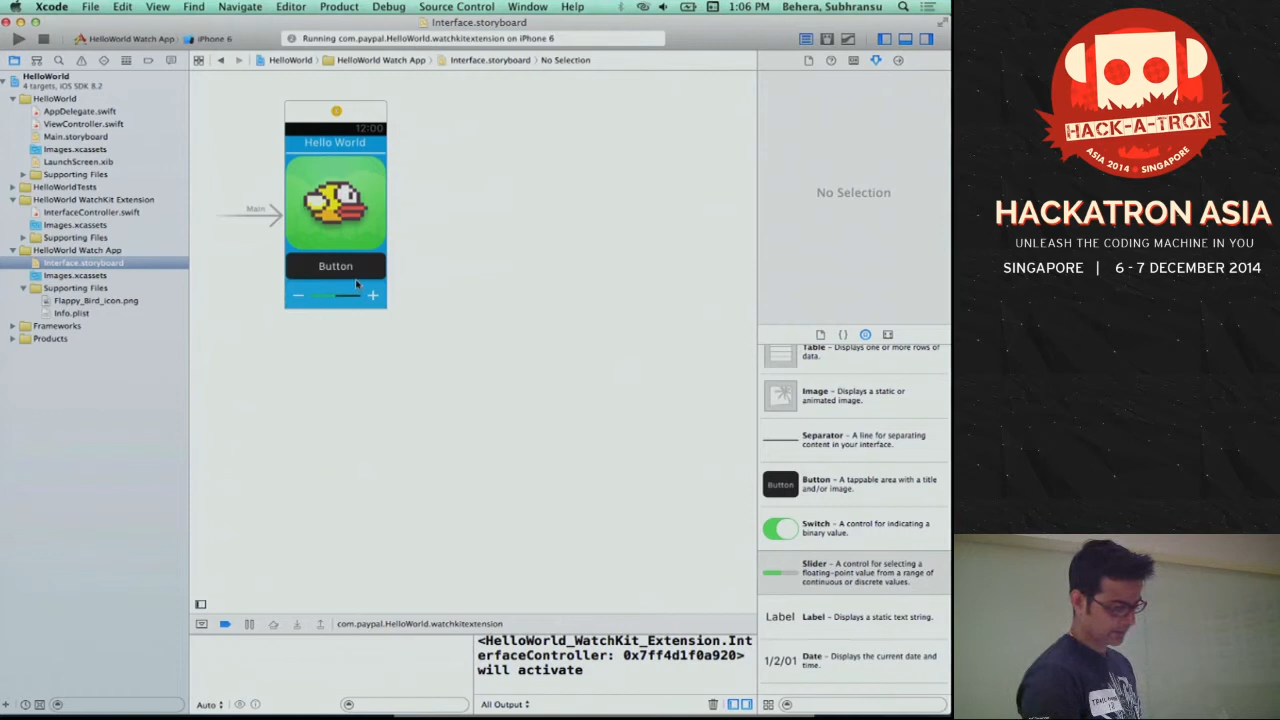 Xcode File Edit View Find Navigate Editor Product Debug Source Control Window Help 1:06 PM Behera, Subhransu
Interface.storyboard
HelloWorld Watch App iPhone 6
Running com.paypal.HelloWorld.watchkitextension on iPhone 6
HelloWorld HelloWorld Watch App Interface.storyboard No Selection
HelloWorld
4 targets, iOS SDK 8.2
HelloWorld
AppDelegate.swift
ViewController.swift
Main.storyboard
Images.xcassets
LaunchScreen.xib
Supporting Files
HelloWorldTests
HelloWorld WatchKit Extension
InterfaceController.swift
Images.xcassets
Supporting Files
HelloWorld Watch App
Interface.storyboard
Images.xcassets
Supporting Files
Flappy_Bird_icon.png
Info.plist
Frameworks
Products
Main
12:00
Hello World
Button
com.paypal.HelloWorld.watchkitextension
<HelloWorld_WatchKit_Extension.Int
erfaceController: 0x7ff4d1f0a920>
will activate
Auto
All Output
No Selection
Table - Displays one or more rows of
data.
Image - Displays a static or
animated image.
Separator - A line for separating
content in your interface.
Button
Button - A tappable area with a title
and/or image.
Switch - A control for indicating a
binary value.
Slider - A control for selecting a
floating-point value from a range of
continuous or discrete values.
Label
Label - Displays a static text string.
1/2/01
Date - Displays the current date and
time.
HACK-A-TRON
ASIA 2014 ★ SINGAPORE
HACKATRON ASIA
UNLEASH THE CODING MACHINE IN YOU
SINGAPORE | 6 - 7 DECEMBER 2014